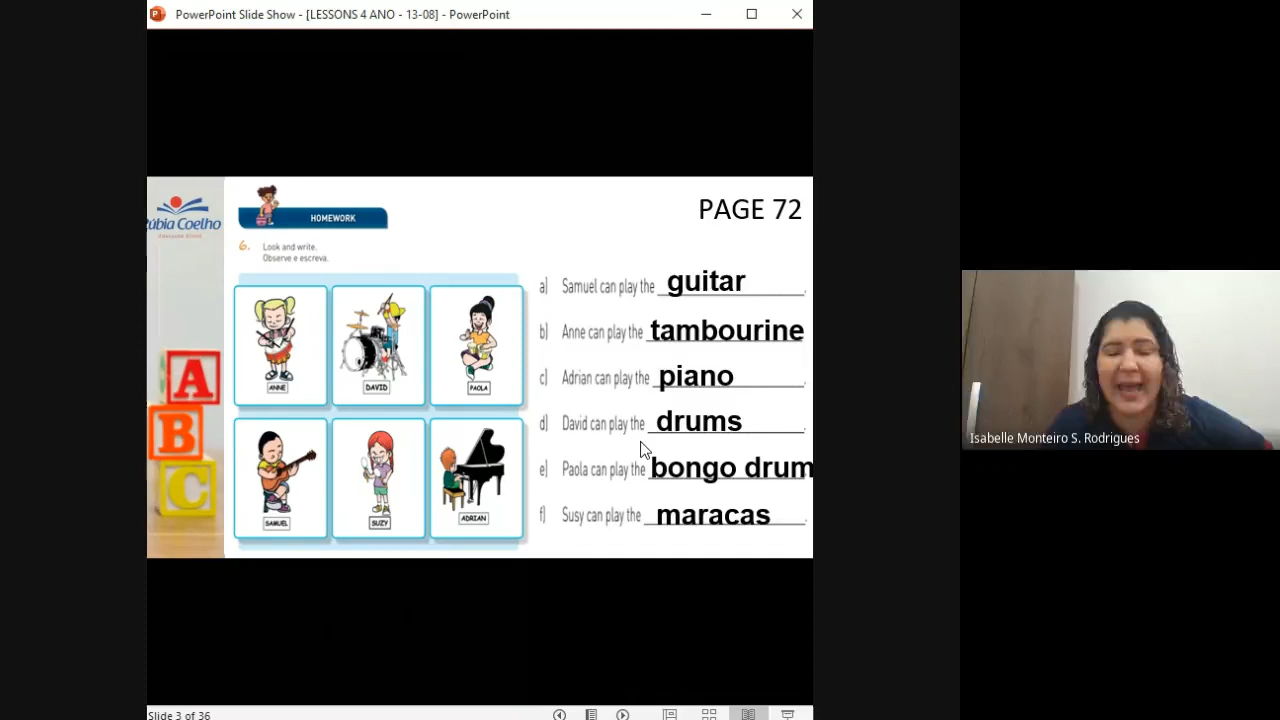 PowerPoint Slide Show - [LESSONS 4 ANO - 13-08] - PowerPoint
Rúbia Coelho
HOMEWORK
PAGE 72
6. Look and write.
Observe e escreva.
ANNE
DAVID
PAOLA
SAMUEL
SUZY
ADRIAN
a) Samuel can play the guitar.
b) Anne can play the tambourine
c) Adrian can play the piano.
d) David can play the drums.
e) Paola can play the bongo drum
f) Susy can play the maracas.
A
B
C
Isabelle Monteiro S. Rodrigues
Slide 3 of 36